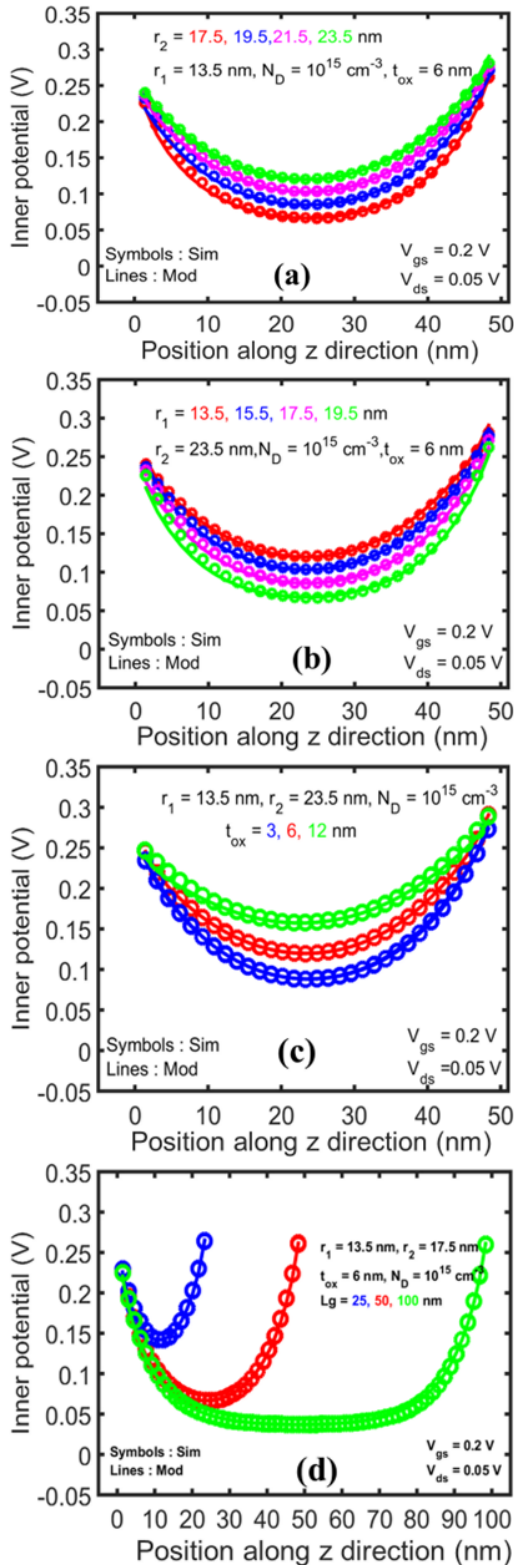 0.35
0.3
0.25
0.2
0.15
0.1
0.05
0
-0.05
Inner potential (V)
r2 = 17.5, 19.5,21.5, 23.5 nm
r1 = 13.5 nm, ND = 10^15 cm^-3, tox = 6 nm
Symbols : Sim
Lines : Mod
(a)
Vgs = 0.2 V
Vds = 0.05 V
0 10 20 30 40 50
Position along z direction (nm)
0.35
0.3
0.25
0.2
0.15
0.1
0.05
0
-0.05
Inner potential (V)
r1 = 13.5, 15.5, 17.5, 19.5 nm
r2 = 23.5 nm,ND = 10^15 cm^-3,tox = 6 nm
Symbols : Sim
Lines : Mod
(b)
Vgs = 0.2 V
Vds = 0.05 V
0 10 20 30 40 50
Position along z direction (nm)
0.35
0.3
0.25
0.2
0.15
0.1
0.05
0
-0.05
Inner potential (V)
r1 = 13.5 nm, r2 = 23.5 nm, ND = 10^15 cm^-3
tox = 3, 6, 12 nm
Symbols : Sim
Lines : Mod
(c)
Vgs = 0.2 V
Vds =0.05 V
0 10 20 30 40 50
Position along z direction (nm)
0.35
0.3
0.25
0.2
0.15
0.1
0.05
0
-0.05
Inner potential (V)
r1 = 13.5 nm, r2 = 17.5 nm
tox = 6 nm, ND = 10^15 cm^-3
Lg = 25, 50, 100 nm
Symbols : Sim
Lines : Mod
(d)
Vgs = 0.2 V
Vds = 0.05 V
0 10 20 30 40 50 60 70 80 90 100
Position along z direction (nm)